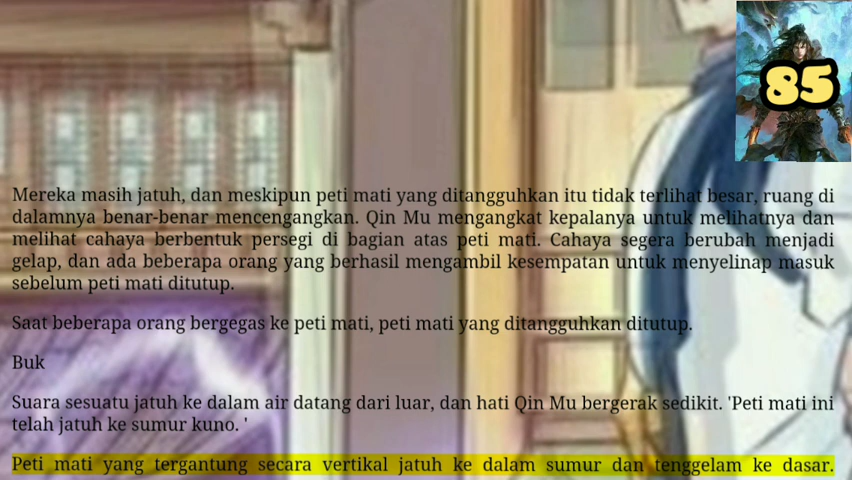 85
Mereka masih jatuh, dan meskipun peti mati yang ditangguhkan itu tidak terlihat besar, ruang di
dalamnya benar-benar mencengangkan. Qin Mu mengangkat kepalanya untuk melihatnya dan
melihat cahaya berbentuk persegi di bagian atas peti mati. Cahaya segera berubah menjadi
gelap, dan ada beberapa orang yang berhasil mengambil kesempatan untuk menyelinap masuk
sebelum peti mati ditutup.
Saat beberapa orang bergegas ke peti mati, peti mati yang ditangguhkan ditutup.
Buk
Suara sesuatu jatuh ke dalam air datang dari luar, dan hati Qin Mu bergerak sedikit. 'Peti mati ini
telah jatuh ke sumur kuno. '
Peti mati yang tergantung secara vertikal jatuh ke dalam sumur dan tenggelam ke dasar.